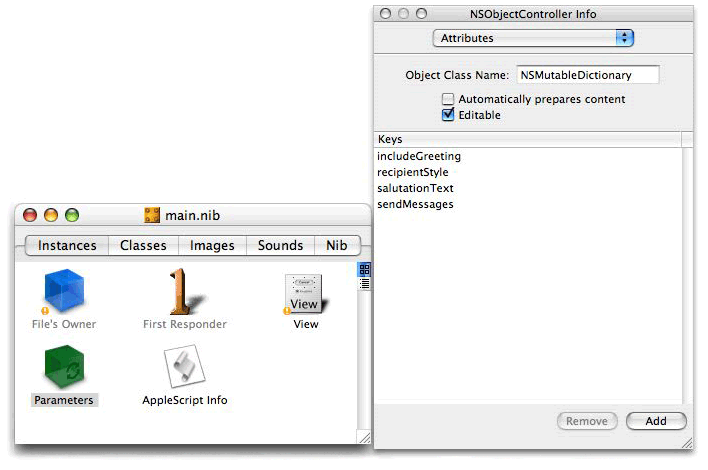 NSObjectController Info
Attributes
Object Class Name: NSMutableDictionary
Automatically prepares content
Editable
Keys
includeGreeting
recipientStyle
salutationText
sendMessages
Remove Add
main.nib
Instances Classes Images Sounds Nib
View
File's Owner First Responder View
Parameters AppleScript Info